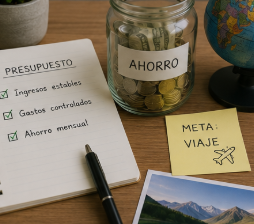 PRESUPUESTO
Ingresos estables
Gastos controlados
Ahorro mensual
AHORRO
META:
VIAJE